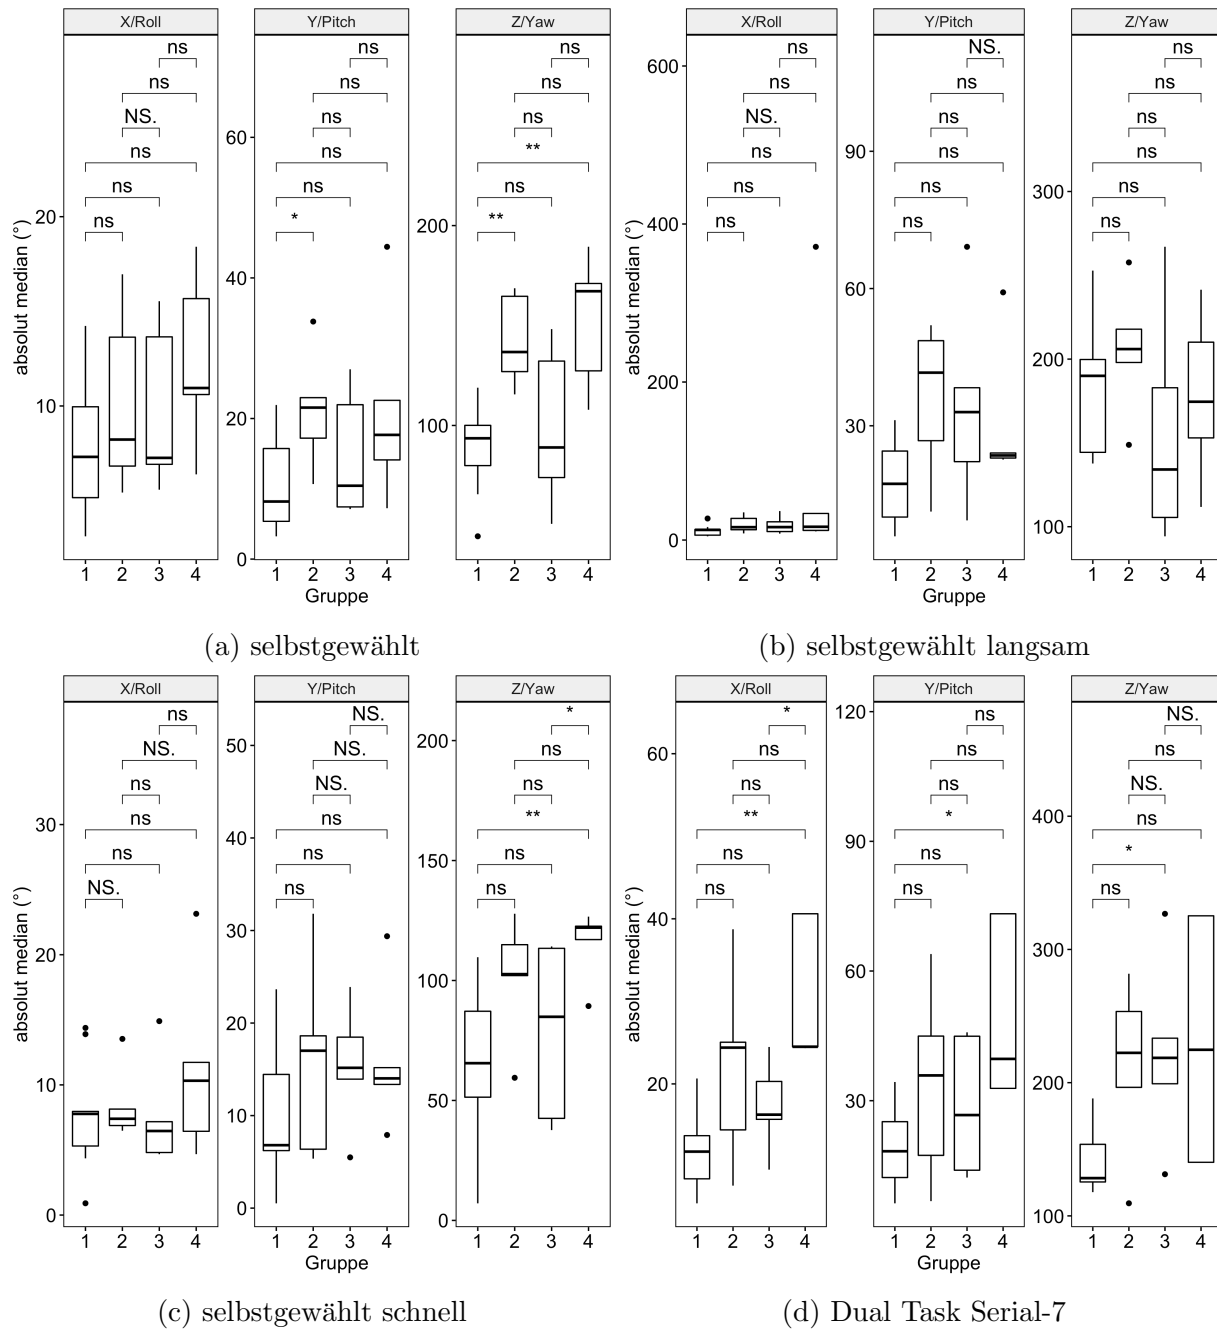 X/Roll Y/Pitch Z/Yaw
ns ns ns
ns ns ns
NS. ns ns
ns ns **
ns ns ns
ns * **
absolut median (°)
20
10
60
40
20
0
200
100
1 2 3 4 1 2 3 4 1 2 3 4
Gruppe
(a) selbstgewählt
X/Roll Y/Pitch Z/Yaw
ns NS. ns
ns ns ns
NS. ns ns
ns ns ns
ns ns ns
ns ns ns
absolut median (°)
600
400
200
0
90
60
30
300
200
100
1 2 3 4 1 2 3 4 1 2 3 4
Gruppe
(b) selbstgewählt langsam
X/Roll Y/Pitch Z/Yaw
ns NS. *
NS. NS. ns
ns NS. ns
ns ns **
ns ns ns
NS. ns ns
absolut median (°)
30
20
10
0
50
40
30
20
10
0
200
150
100
50
0
1 2 3 4 1 2 3 4 1 2 3 4
Gruppe
(c) selbstgewählt schnell
X/Roll Y/Pitch Z/Yaw
* ns NS.
ns ns ns
ns ns NS.
** * ns
ns ns *
ns ns ns
absolut median (°)
60
40
20
120
90
60
30
400
300
200
100
1 2 3 4 1 2 3 4 1 2 3 4
Gruppe
(d) Dual Task Serial-7